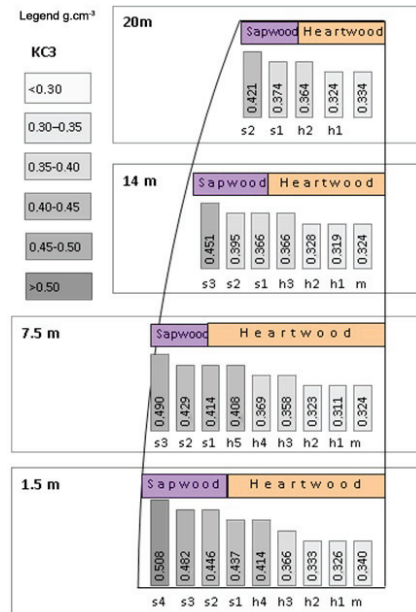 Legend g.cm⁻³
KC3
<0.30
0.30–0.35
0.35-0.40
0.40-0.45
0.45-0.50
>0.50
20m
Sapwood Heartwood
0.421 0.374 0.364 0.324 0.334
s2 s1 h2 h1
14 m
Sapwood Heartwood
0.451 0.395 0.366 0.366 0.328 0.319 0.324
s3 s2 s1 h3 h2 h1 m
7.5 m
Sapwood Heartwood
0.490 0.429 0.414 0.408 0.369 0.358 0.323 0.311 0.324
s3 s2 s1 h5 h4 h3 h2 h1 m
1.5 m
Sapwood Heartwood
0.508 0.482 0.446 0.437 0.414 0.366 0.333 0.326 0.340
s4 s3 s2 s1 h4 h3 h2 h1 m